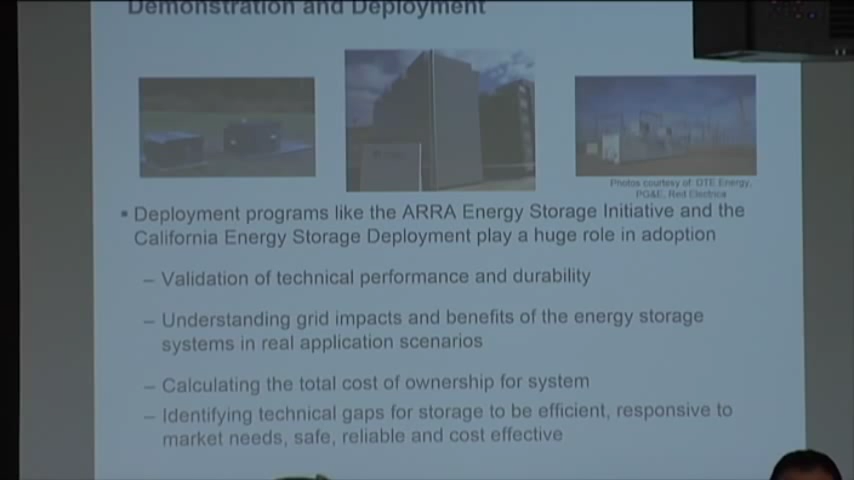 Demonstration and Deployment
Photos courtesy of: DTE Energy,
PG&E, Red Electrica
▪ Deployment programs like the ARRA Energy Storage Initiative and the
California Energy Storage Deployment play a huge role in adoption
– Validation of technical performance and durability
– Understanding grid impacts and benefits of the energy storage
systems in real application scenarios
– Calculating the total cost of ownership for system
– Identifying technical gaps for storage to be efficient, responsive to
market needs, safe, reliable and cost effective